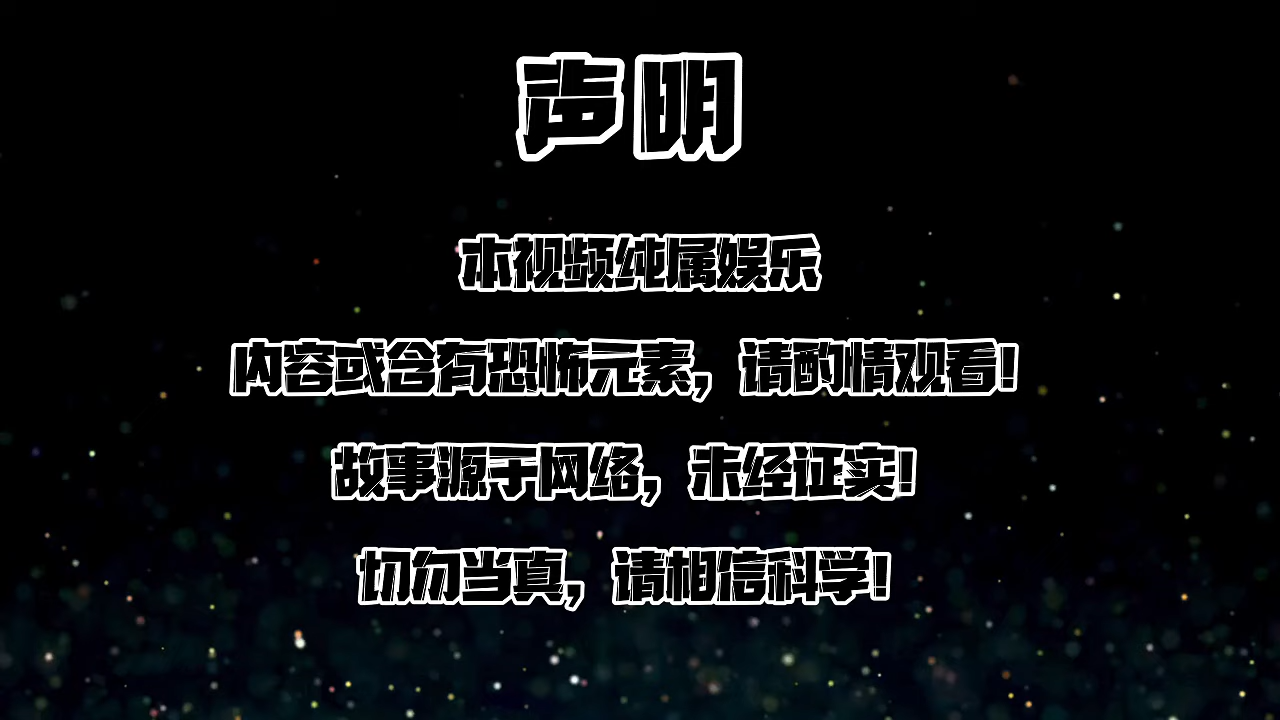 声明
本视频纯属娱乐
内容或含有恐怖元素，请酌情观看！
故事源于网络，未经证实！
切勿当真，请相信科学！